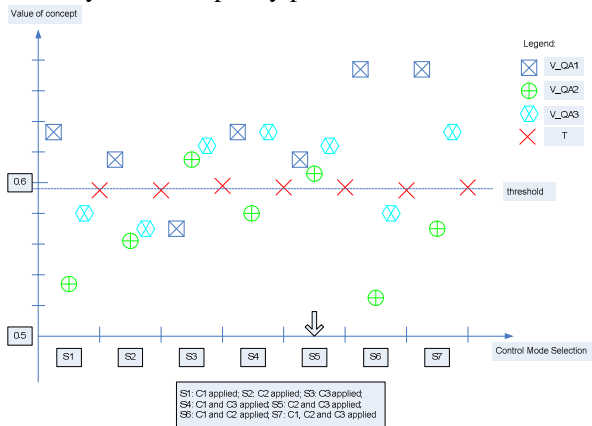 Value of concept
Legend:
V_QA1
V_QA2
V_QA3
T
0.6
threshold
0.5
S1 S2 S3 S4 S5 S6 S7
Control Mode Selection
S1: C1 applied; S2: C2 applied; S3: C3 applied;
S4: C1 and C3 applied; S5: C2 and C3 applied;
S6: C1 and C2 applied; S7: C1, C2 and C3 applied